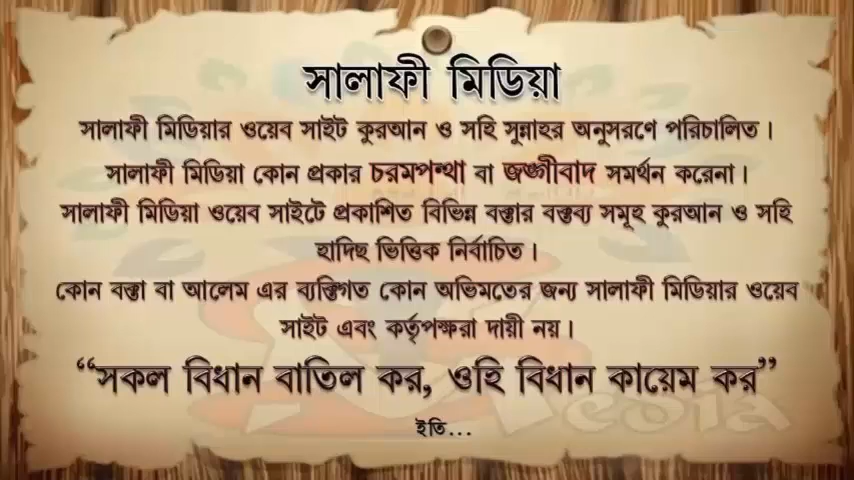 সালাফী মিডিয়া
সালাফী মিডিয়ার ওয়েব সাইট কুরআন ও সহি সুন্নাহর অনুসরণে পরিচালিত।
সালাফী মিডিয়া কোন প্রকার চরমপন্থা বা জঙ্গীবাদ সমর্থন করেনা।
সালাফী মিডিয়া ওয়েব সাইটে প্রকাশিত বিভিন্ন বক্তার বক্তব্য সমূহ কুরআন ও সহি
হাদিছ ভিত্তিক নির্বাচিত।
কোন বক্তা বা আলেম এর ব্যক্তিগত কোন অভিমতের জন্য সালাফী মিডিয়ার ওয়েব
সাইট এবং কর্তৃপক্ষরা দায়ী নয়।
“সকল বিধান বাতিল কর, ওহি বিধান কায়েম কর”
ইতি...